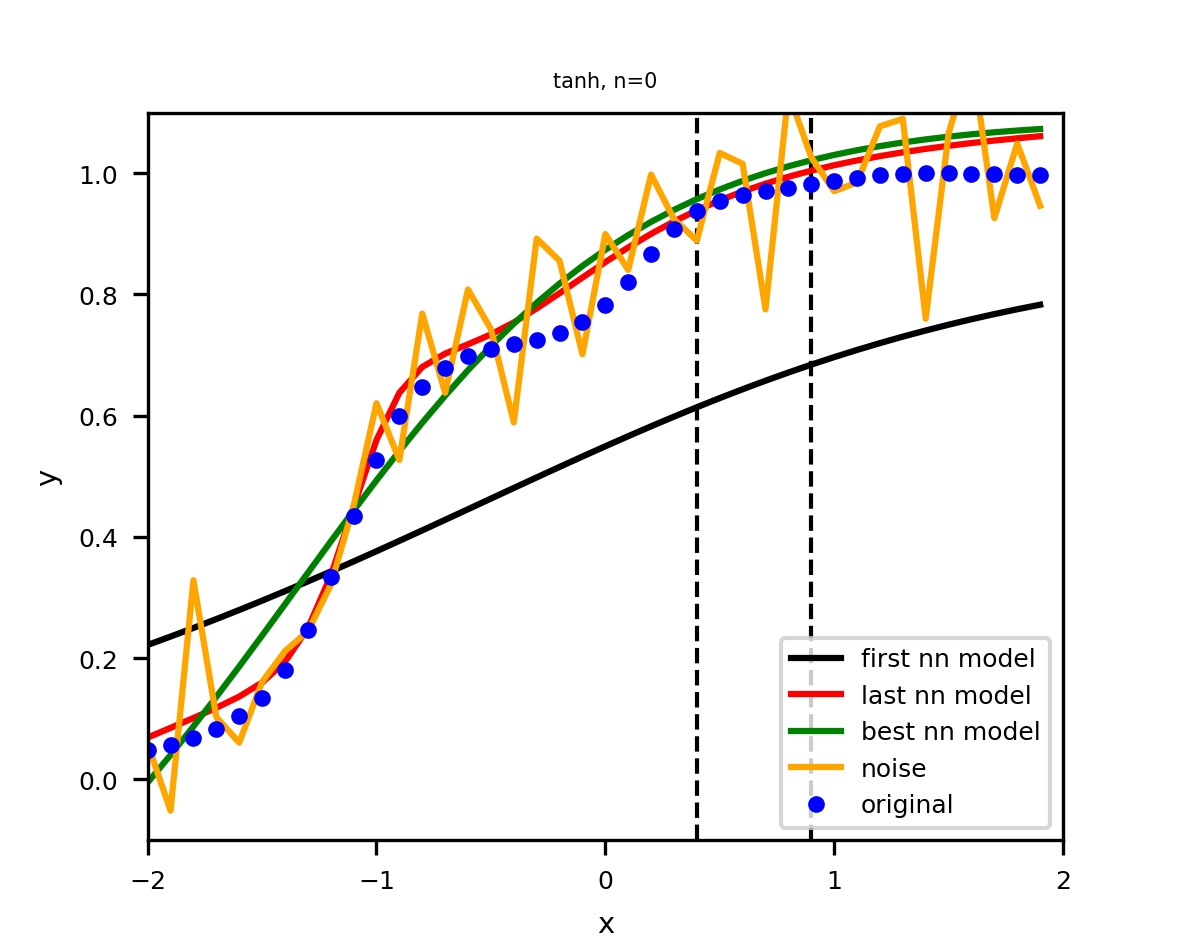 tanh, n=0
1.0
0.8
0.6
0.4
0.2
0.0
y
−2
−1
0
1
2
x
first nn model
last nn model
best nn model
noise
original